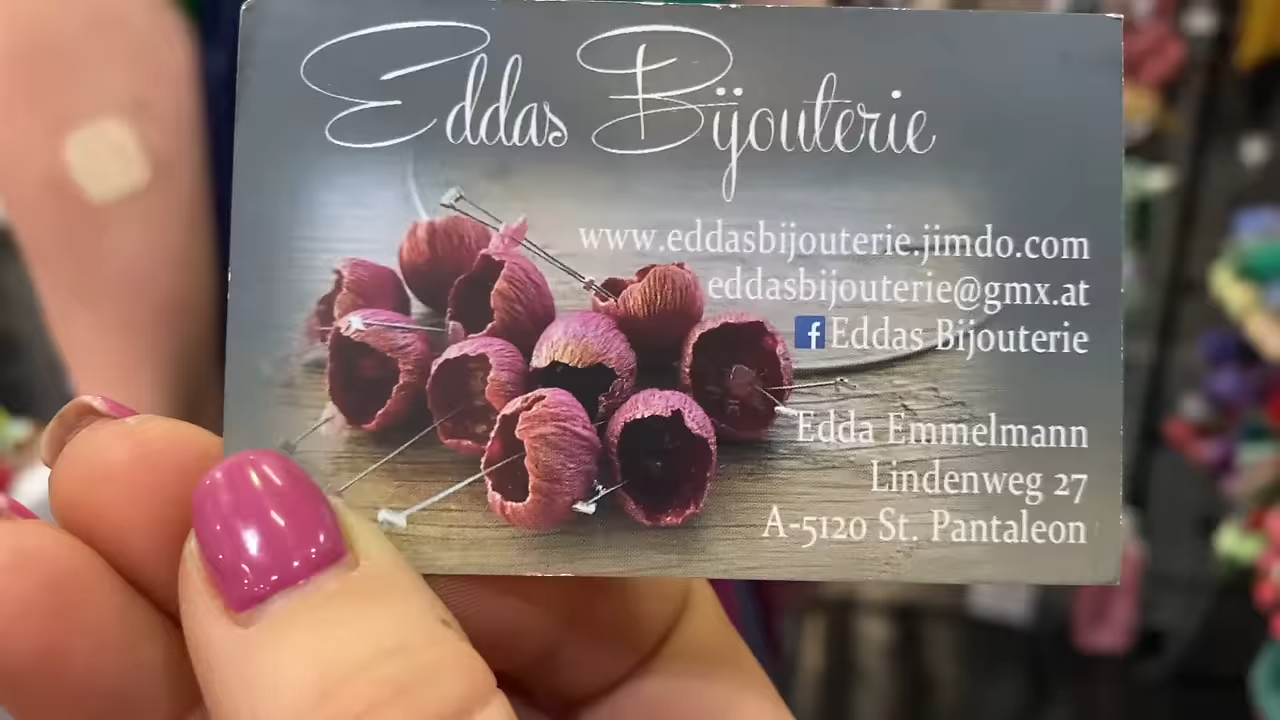 Eddas Bijouterie
www.eddasbijouterie.jimdo.com
eddasbijouterie@gmx.at
f Eddas Bijouterie
Edda Emmelmann
Lindenweg 27
A-5120 St. Pantaleon